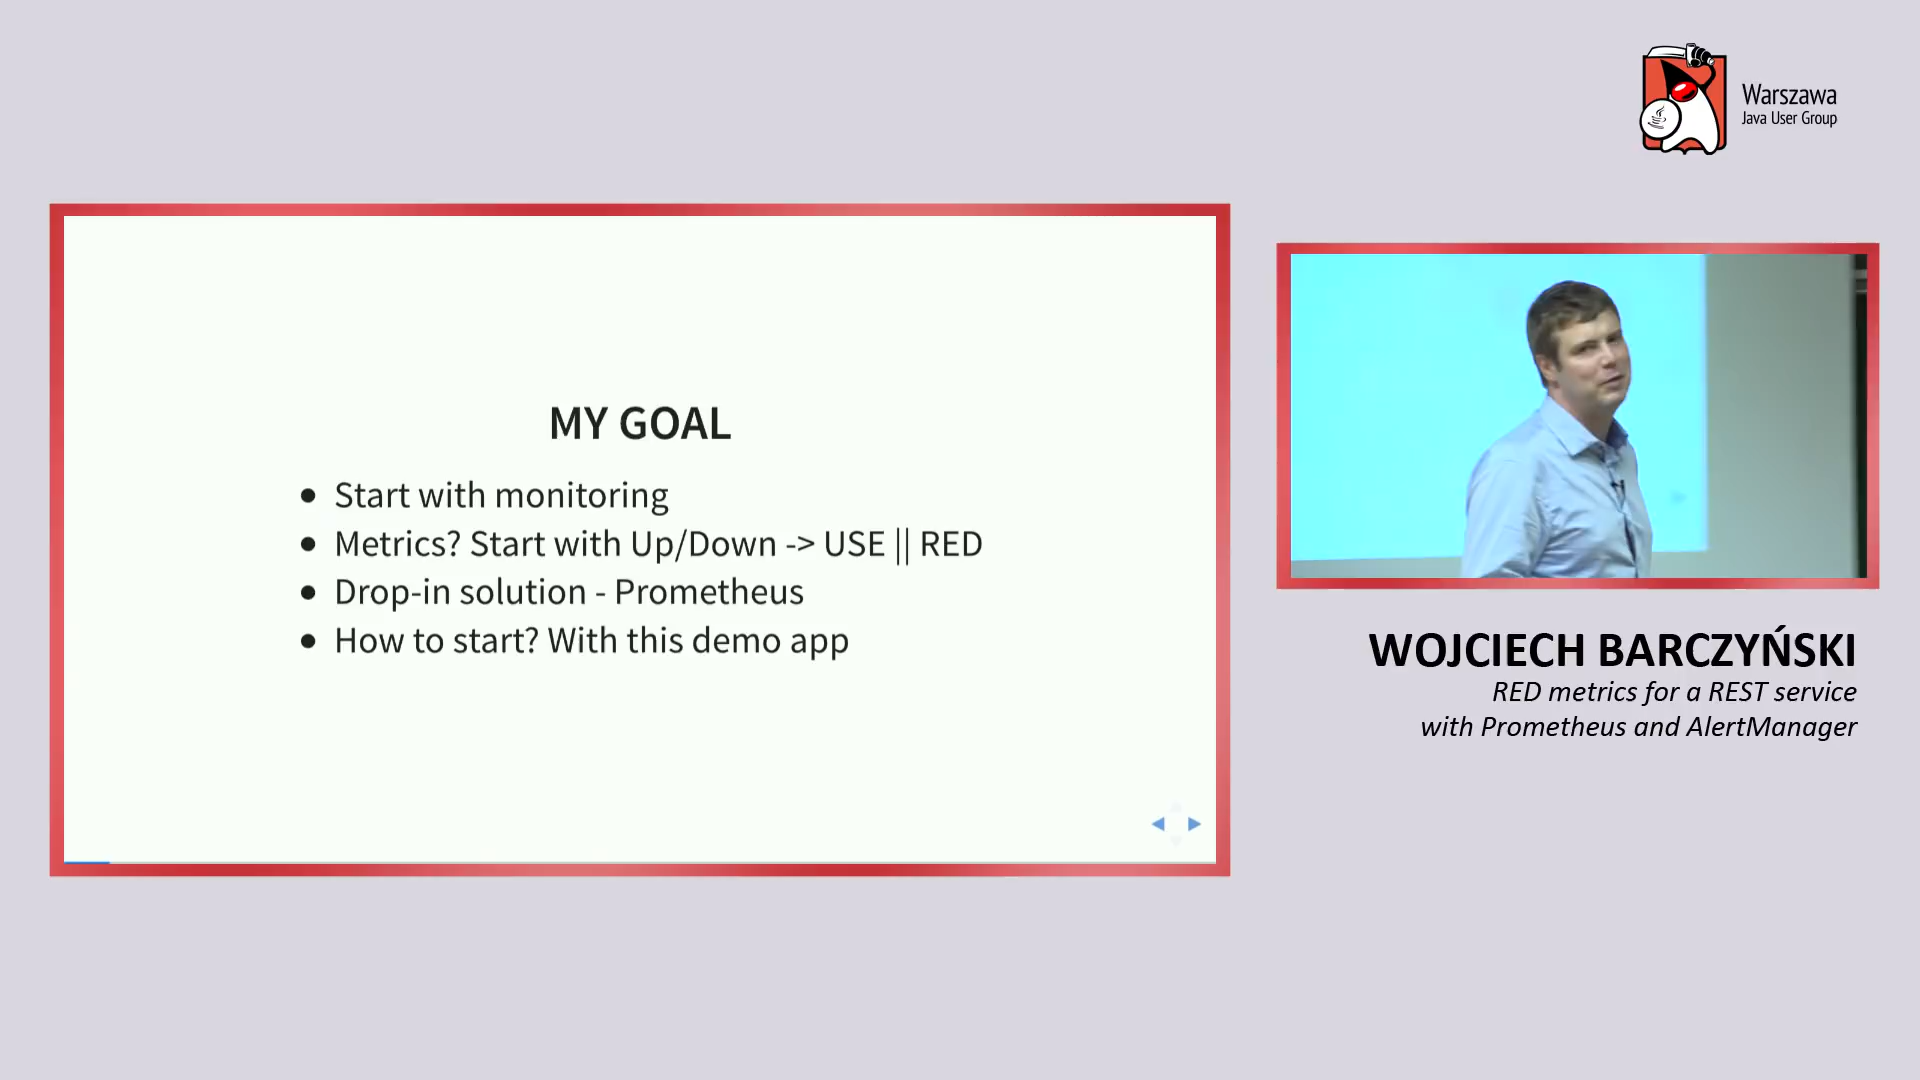 Warszawa
Java User Group
MY GOAL
Start with monitoring
Metrics? Start with Up/Down -> USE || RED
Drop-in solution - Prometheus
How to start? With this demo app
WOJCIECH BARCZYŃSKI
RED metrics for a REST service
with Prometheus and AlertManager